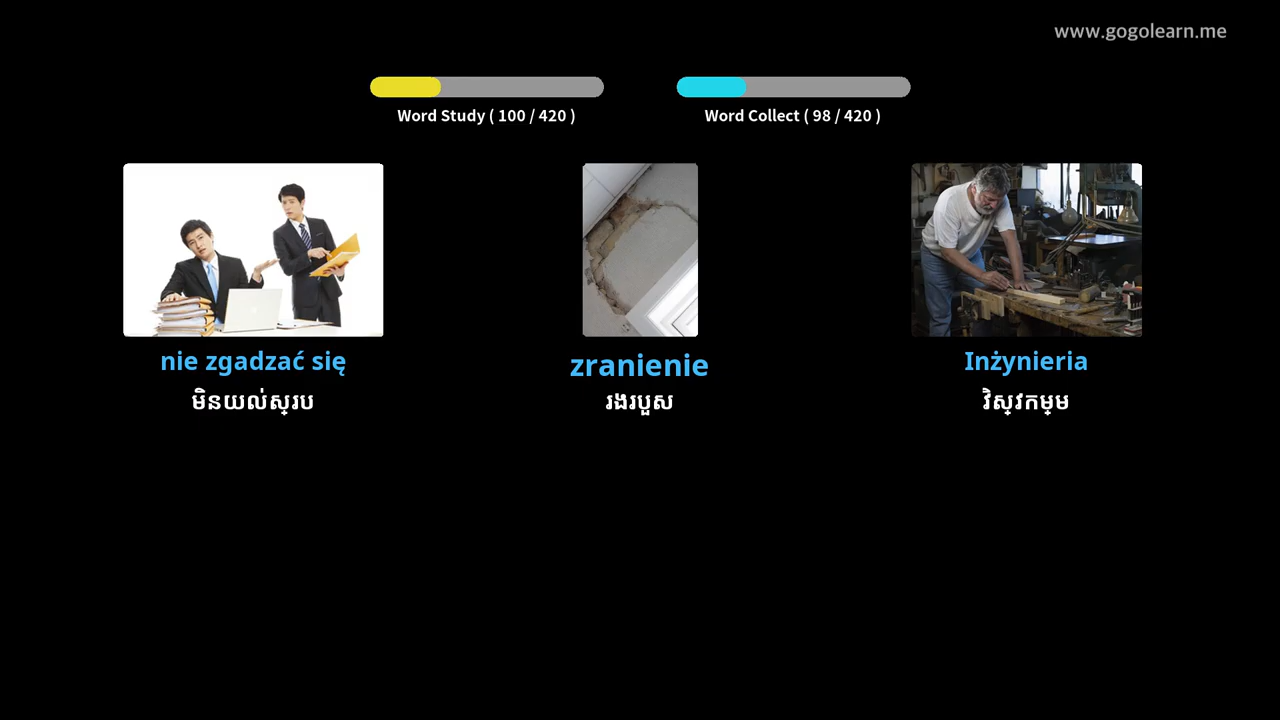 www.gogolearn.me
Word Study ( 100 / 420 )
Word Collect ( 98 / 420 )
nie zgadzać się
zranienie
Inżynieria
មិនយល់ស្រប
រងរបួស
វិស្វកម្ម